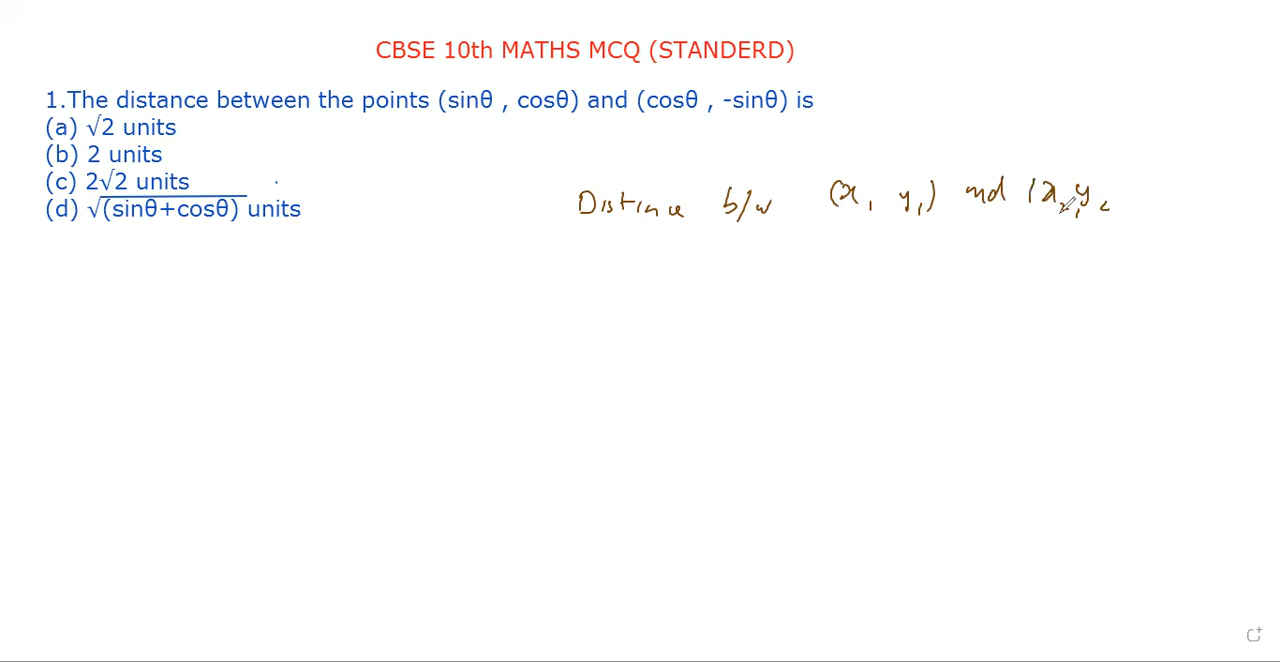 CBSE 10th MATHS MCQ (STANDERD)
1.The distance between the points (sinθ , cosθ) and (cosθ , -sinθ) is
(a) √2 units
(b) 2 units
(c) 2√2 units
(d) √(sinθ+cosθ) units
Distance b/w (x₁ y₁) and (x₂, y₂